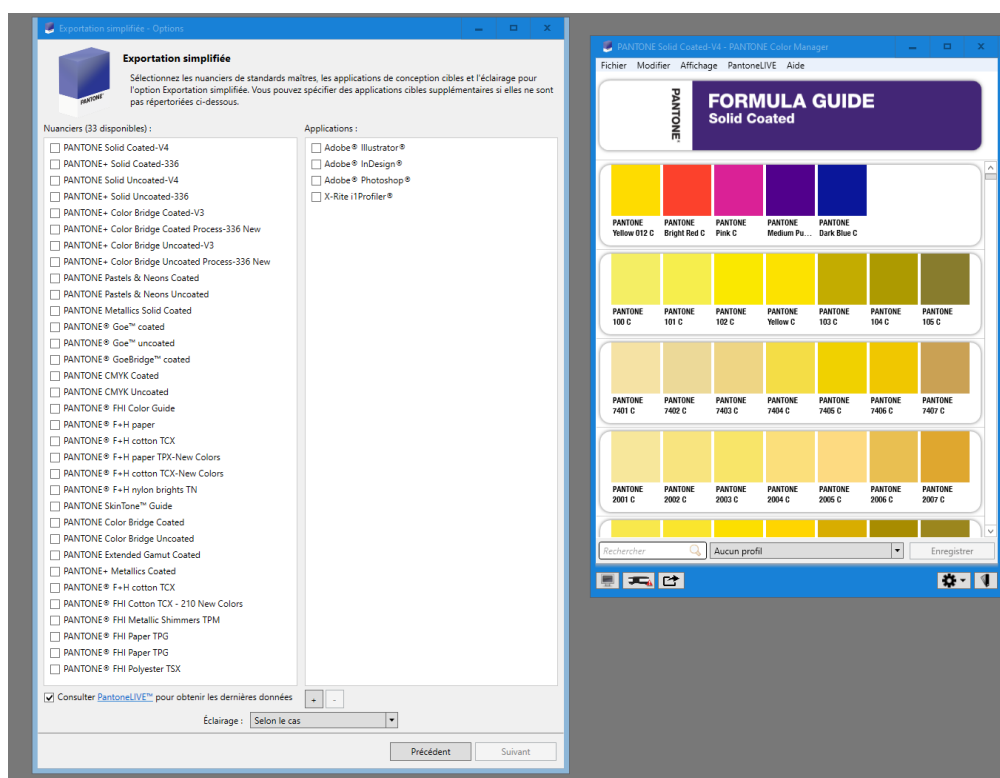 Exportation simplifiée - Options
PANTONE®
Exportation simplifiée
Sélectionnez les nuanciers de standards maîtres, les applications de conception cibles et l'éclairage pour
l'option Exportation simplifiée. Vous pouvez spécifier des applications cibles supplémentaires si elles ne sont
pas répertoriées ci-dessous.
Nuanciers (33 disponibles) :
PANTONE Solid Coated-V4
PANTONE+ Solid Coated-336
PANTONE Solid Uncoated-V4
PANTONE+ Solid Uncoated-336
PANTONE+ Color Bridge Coated-V3
PANTONE+ Color Bridge Coated Process-336 New
PANTONE+ Color Bridge Uncoated-V3
PANTONE+ Color Bridge Uncoated Process-336 New
PANTONE Pastels & Neons Coated
PANTONE Pastels & Neons Uncoated
PANTONE Metallics Solid Coated
PANTONE® Goe™ coated
PANTONE® Goe™ uncoated
PANTONE® GoeBridge™ coated
PANTONE CMYK Coated
PANTONE CMYK Uncoated
PANTONE® FHI Color Guide
PANTONE® F+H paper
PANTONE® F+H cotton TCX
PANTONE® F+H paper TPX-New Colors
PANTONE® F+H cotton TCX-New Colors
PANTONE® F+H nylon brights TN
PANTONE SkinTone™ Guide
PANTONE Color Bridge Coated
PANTONE Color Bridge Uncoated
PANTONE Extended Gamut Coated
PANTONE+ Metallics Coated
PANTONE® F+H cotton TCX
PANTONE® FHI Cotton TCX - 210 New Colors
PANTONE® FHI Metallic Shimmers TPM
PANTONE® FHI Paper TPG
PANTONE® FHI Paper TPG
PANTONE® FHI Polyester TSX
Applications :
Adobe® Illustrator®
Adobe® InDesign®
Adobe® Photoshop®
X-Rite i1Profiler®
Consulter PantoneLIVE™ pour obtenir les dernières données
+ -
Éclairage : Selon le cas
Précédent Suivant
PANTONE Solid Coated-V4 - PANTONE Color Manager
Fichier Modifier Affichage PantoneLIVE Aide
PANTONE®
FORMULA GUIDE
Solid Coated
PANTONE PANTONE PANTONE PANTONE PANTONE
Yellow 012 C Bright Red C Pink C Medium Pu... Dark Blue C
PANTONE PANTONE PANTONE PANTONE PANTONE PANTONE PANTONE
100 C 101 C 102 C Yellow C 103 C 104 C 105 C
PANTONE PANTONE PANTONE PANTONE PANTONE PANTONE PANTONE
7401 C 7402 C 7403 C 7404 C 7405 C 7406 C 7407 C
PANTONE PANTONE PANTONE PANTONE PANTONE PANTONE PANTONE
2001 C 2002 C 2003 C 2004 C 2005 C 2006 C 2007 C
Rechercher Aucun profil Enregistrer